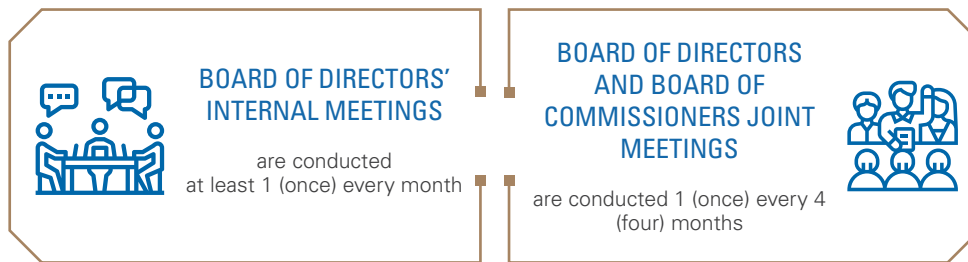 BOARD OF DIRECTORS’
INTERNAL MEETINGS
are conducted
at least 1 (once) every month
BOARD OF DIRECTORS
AND BOARD OF
COMMISSIONERS JOINT
MEETINGS
are conducted 1 (once) every 4
(four) months